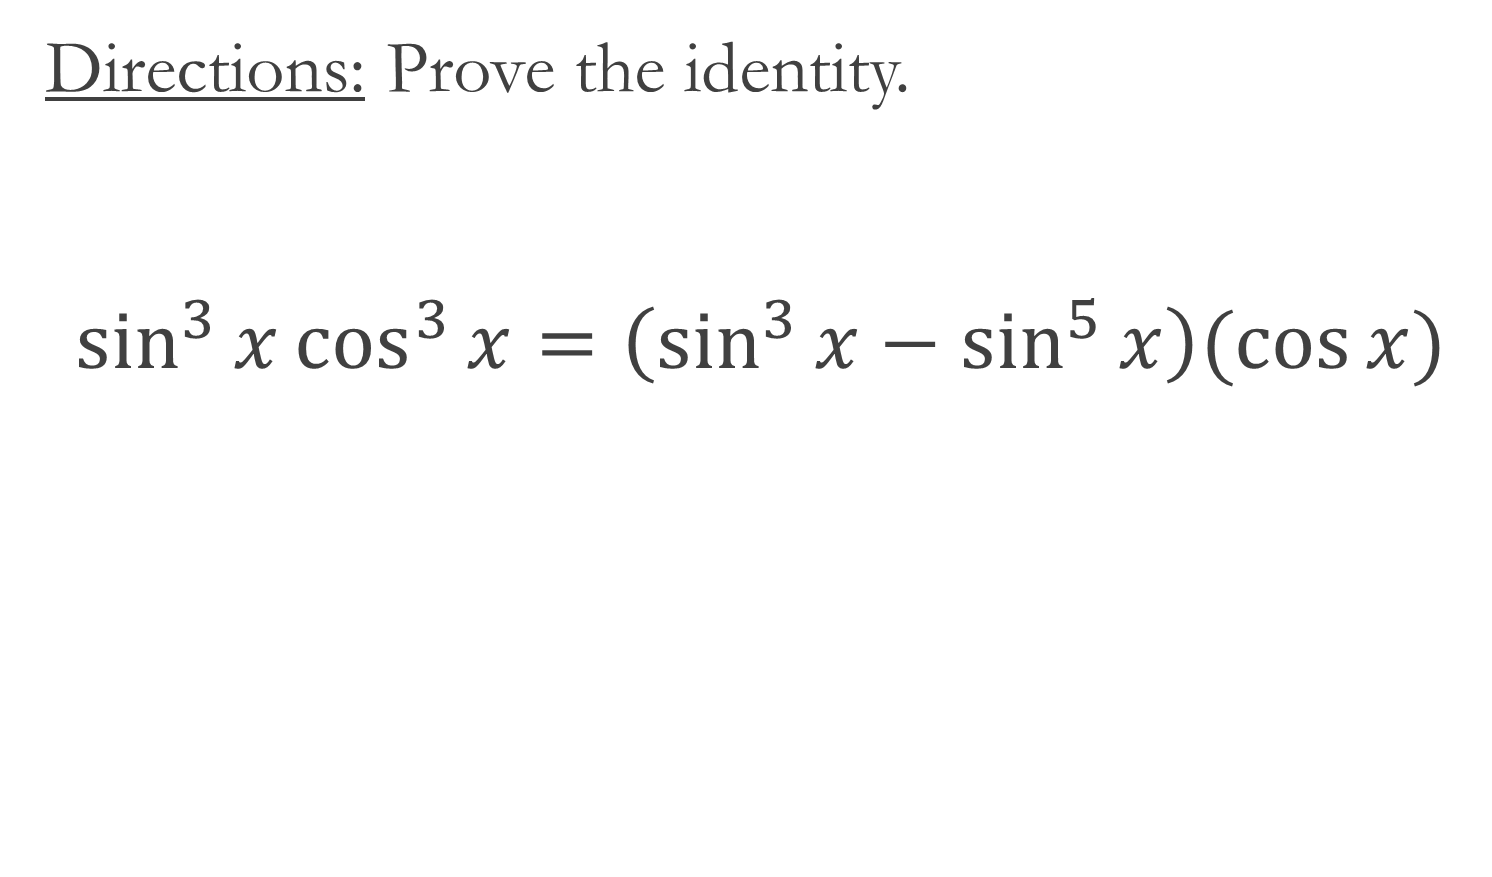 Directions: Prove the identity.
sin³ x cos³ x = (sin³ x − sin⁵ x)(cos x)